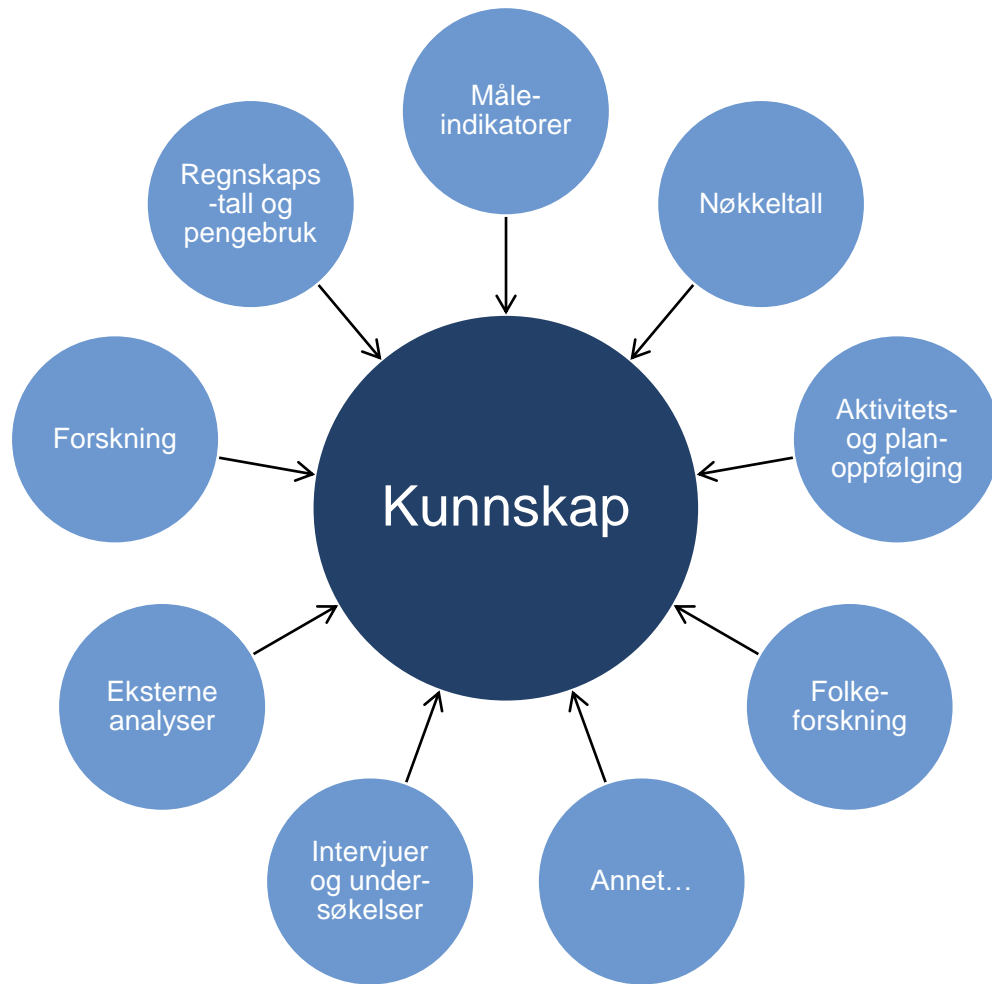 Måle-
indikatorer
Nøkkeltall
Aktivitets-
og plan-
oppfølging
Folke-
forskning
Annet…
Intervjuer
og under-
søkelser
Eksterne
analyser
Forskning
Regnskaps
-tall og
pengebruk
Kunnskap